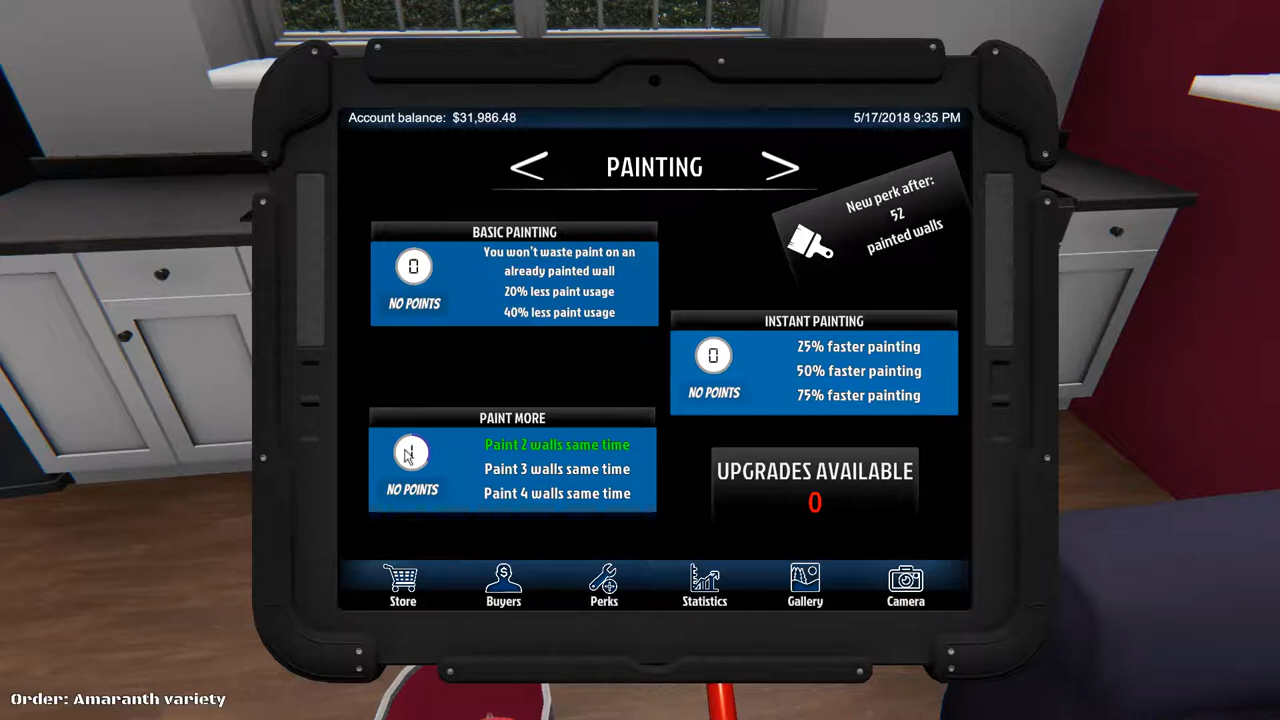 Account balance: $31,986.48
5/17/2018 9:35 PM
<
PAINTING
>
New perk after:
52
painted walls
BASIC PAINTING
0
NO POINTS
You won't waste paint on an
already painted wall
20% less paint usage
40% less paint usage
INSTANT PAINTING
0
NO POINTS
25% faster painting
50% faster painting
75% faster painting
PAINT MORE
1
NO POINTS
Paint 2 walls same time
Paint 3 walls same time
Paint 4 walls same time
UPGRADES AVAILABLE
0
Store
Buyers
Perks
Statistics
Gallery
Camera
Order: Amaranth variety